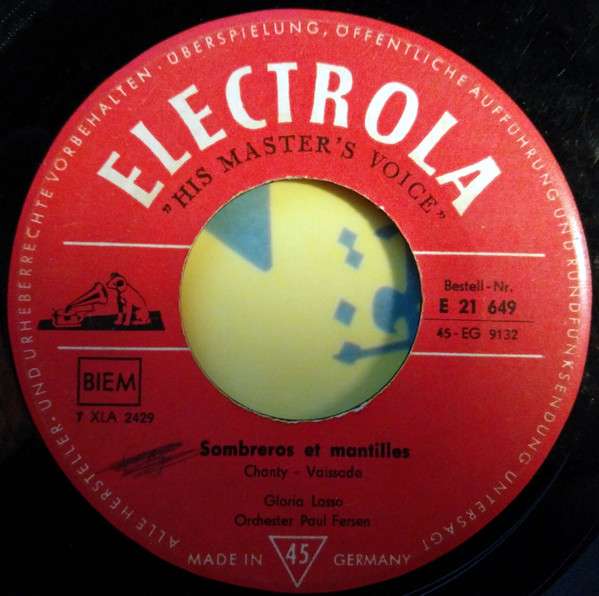 ALLE HERSTELLER- UND URHEBERRECHTE VORBEHALTEN · ÜBERSPIELUNG, ÖFFENTLICHE AUFFÜHRUNG UND RUNDFUNKSENDUNG UNTERSAGT
ELECTROLA
„HIS MASTER'S VOICE"
Bestell-Nr.
E 21 649
45-EG 9132
BIEM
7 XLA 2429
Sombreros et mantilles
Chanty - Vaissade
Gloria Lasso
Orchester Paul Fersen
MADE IN 45 GERMANY